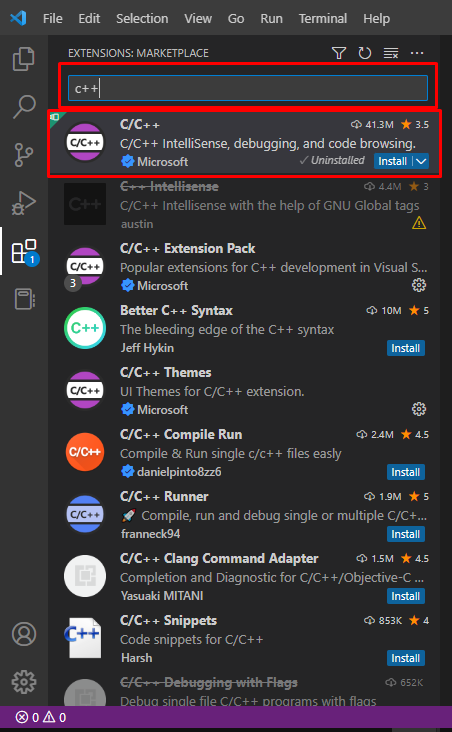 File Edit Selection View Go Run Terminal Help
EXTENSIONS: MARKETPLACE
c++
C/C++ 41.3M 3.5
C/C++ IntelliSense, debugging, and code browsing.
Microsoft Uninstalled Install
C/C++
C++ Intellisense 4.4M 3
C/C++ Intellisense with the help of GNU Global tags
austin
C++
C/C++ Extension Pack
Popular extensions for C++ development in Visual S...
Microsoft
C/C++
3
1
Better C++ Syntax 10M 5
The bleeding edge of the C++ syntax
Jeff Hykin Install
C++
C/C++ Themes
UI Themes for C/C++ extension.
Microsoft
C/C++
C/C++ Compile Run 2.4M 4.5
Compile & Run single c/c++ files easly
danielpinto8zz6 Install
C/C++
C/C++ Runner 1.9M 5
🚀 Compile, run and debug single or multiple C/C+...
franneck94 Install
C/C++
C/C++ Clang Command Adapter 1.5M 4.5
Completion and Diagnostic for C/C++/Objective-C ...
Yasuaki MITANI Install
C/C++ Snippets 853K 4
Code snippets for C/C++
Harsh Install
C/C++
C/C++ Debugging with Flags 652K
Debug single file C/C++ programs with flags
0 0